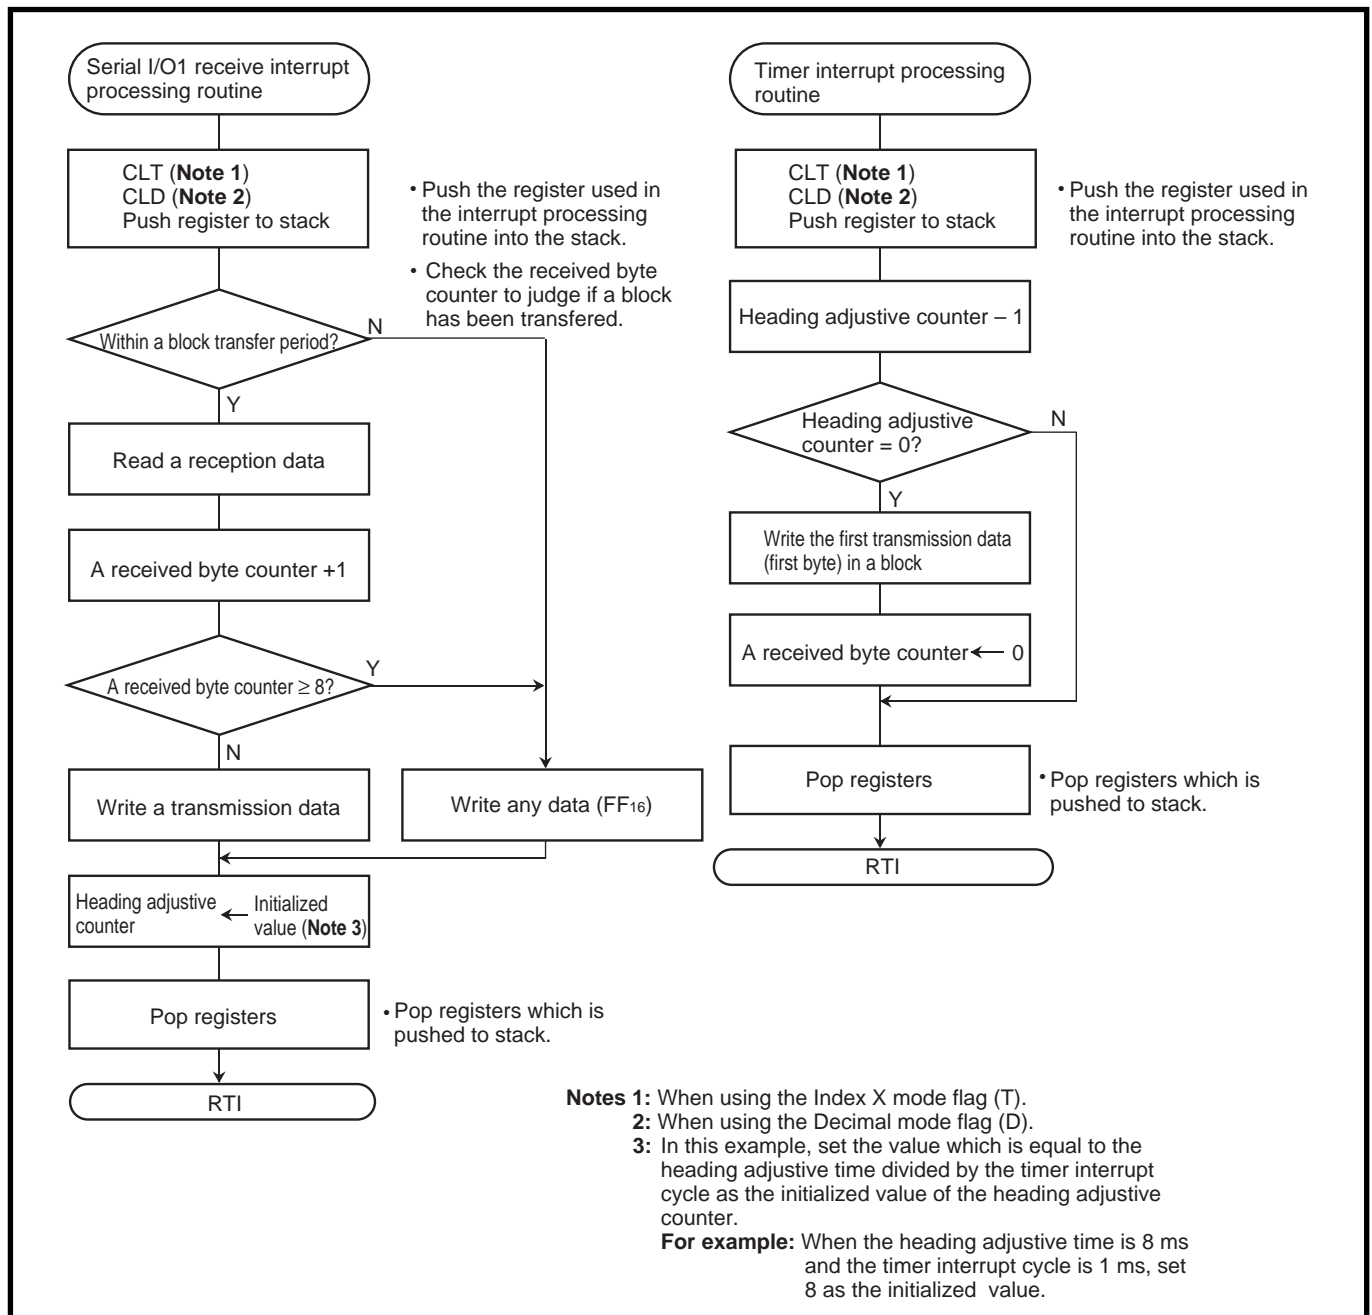 Serial I/O1 receive interrupt
processing routine
CLT (Note 1)
CLD (Note 2)
Push register to stack
• Push the register used in
the interrupt processing
routine into the stack.
• Check the received byte
counter to judge if a block
has been transfered.
Within a block transfer period?
N
Y
Read a reception data
A received byte counter +1
A received byte counter ≥ 8?
Y
N
Write a transmission data
Write any data (FF16)
Heading adjustive
counter
← Initialized
value (Note 3)
Pop registers
• Pop registers which is
pushed to stack.
RTI
Timer interrupt processing
routine
CLT (Note 1)
CLD (Note 2)
Push register to stack
• Push the register used in
the interrupt processing
routine into the stack.
Heading adjustive counter – 1
Heading adjustive
counter = 0?
N
Y
Write the first transmission data
(first byte) in a block
A received byte counter ← 0
Pop registers
• Pop registers which is
pushed to stack.
RTI
Notes 1: When using the Index X mode flag (T).
2: When using the Decimal mode flag (D).
3: In this example, set the value which is equal to the
heading adjustive time divided by the timer interrupt
cycle as the initialized value of the heading adjustive
counter.
For example: When the heading adjustive time is 8 ms
and the timer interrupt cycle is 1 ms, set
8 as the initialized value.